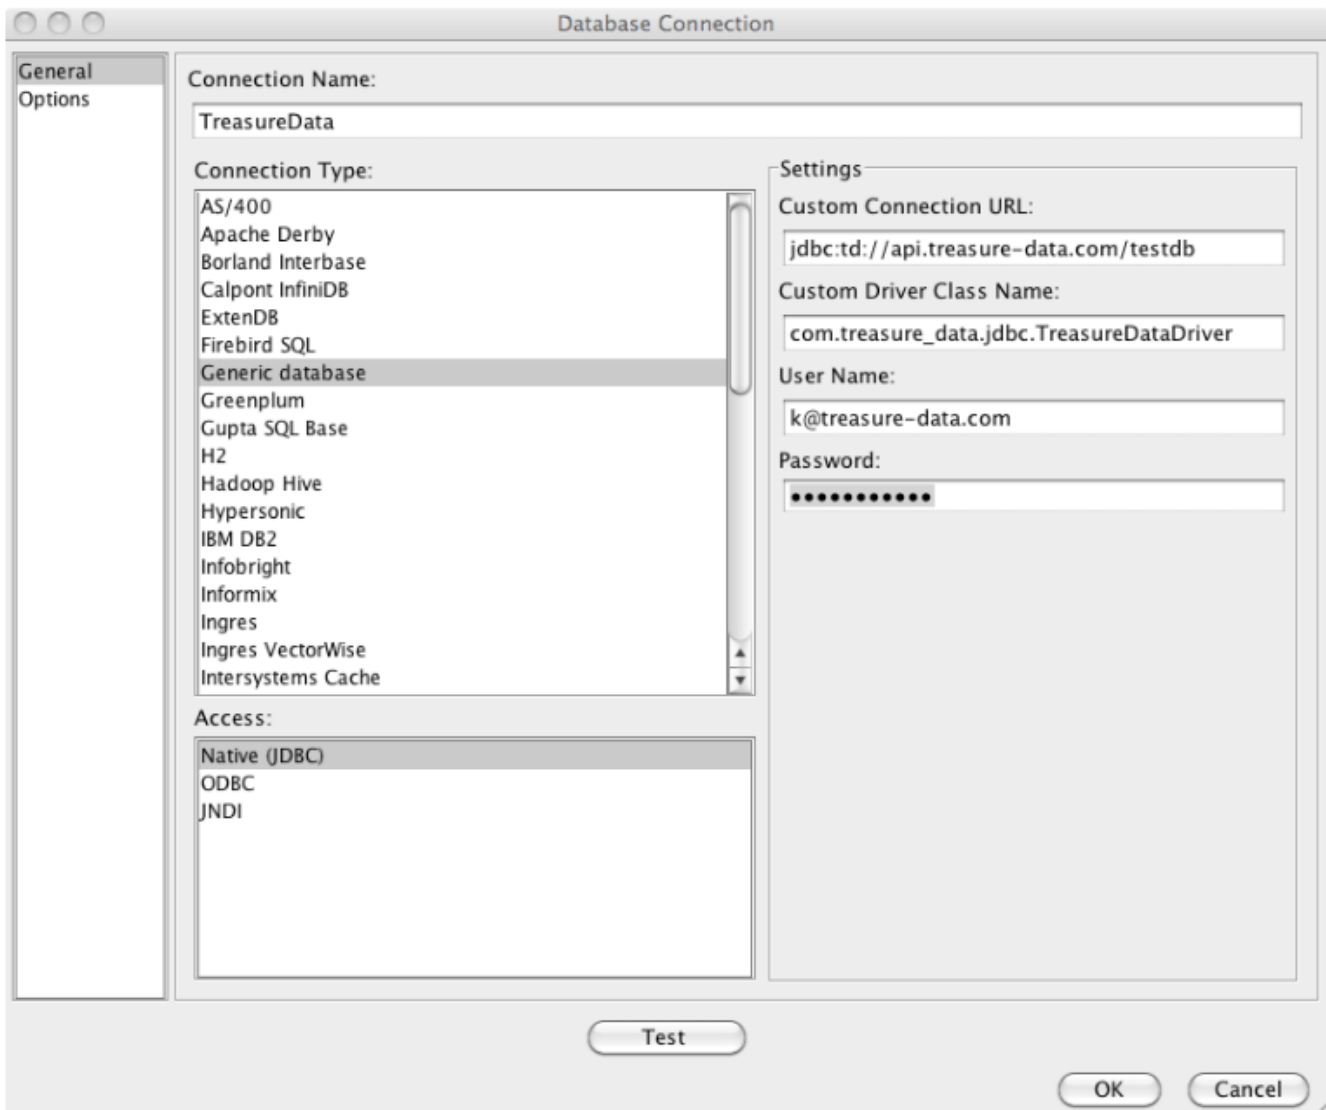 Database Connection
General
Options
Connection Name:
TreasureData
Connection Type:
AS/400
Apache Derby
Borland Interbase
Calpont InfiniDB
ExtenDB
Firebird SQL
Generic database
Greenplum
Gupta SQL Base
H2
Hadoop Hive
Hypersonic
IBM DB2
Infobright
Informix
Ingres
Ingres VectorWise
Intersystems Cache
Access:
Native (JDBC)
ODBC
JNDI
Settings
Custom Connection URL:
jdbc:td://api.treasure-data.com/testdb
Custom Driver Class Name:
com.treasure_data.jdbc.TreasureDataDriver
User Name:
k@treasure-data.com
Password:
•••••••••••
Test
OK
Cancel